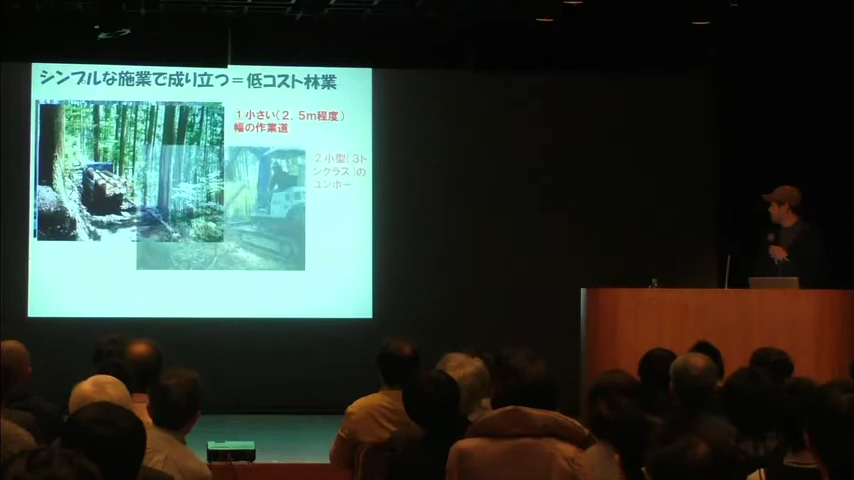 シンプルな施業で成り立つ＝低コスト林業
１小さい（２．５ｍ程度）
幅の作業道
２小型（３ト
ンクラス）の
ユンボー